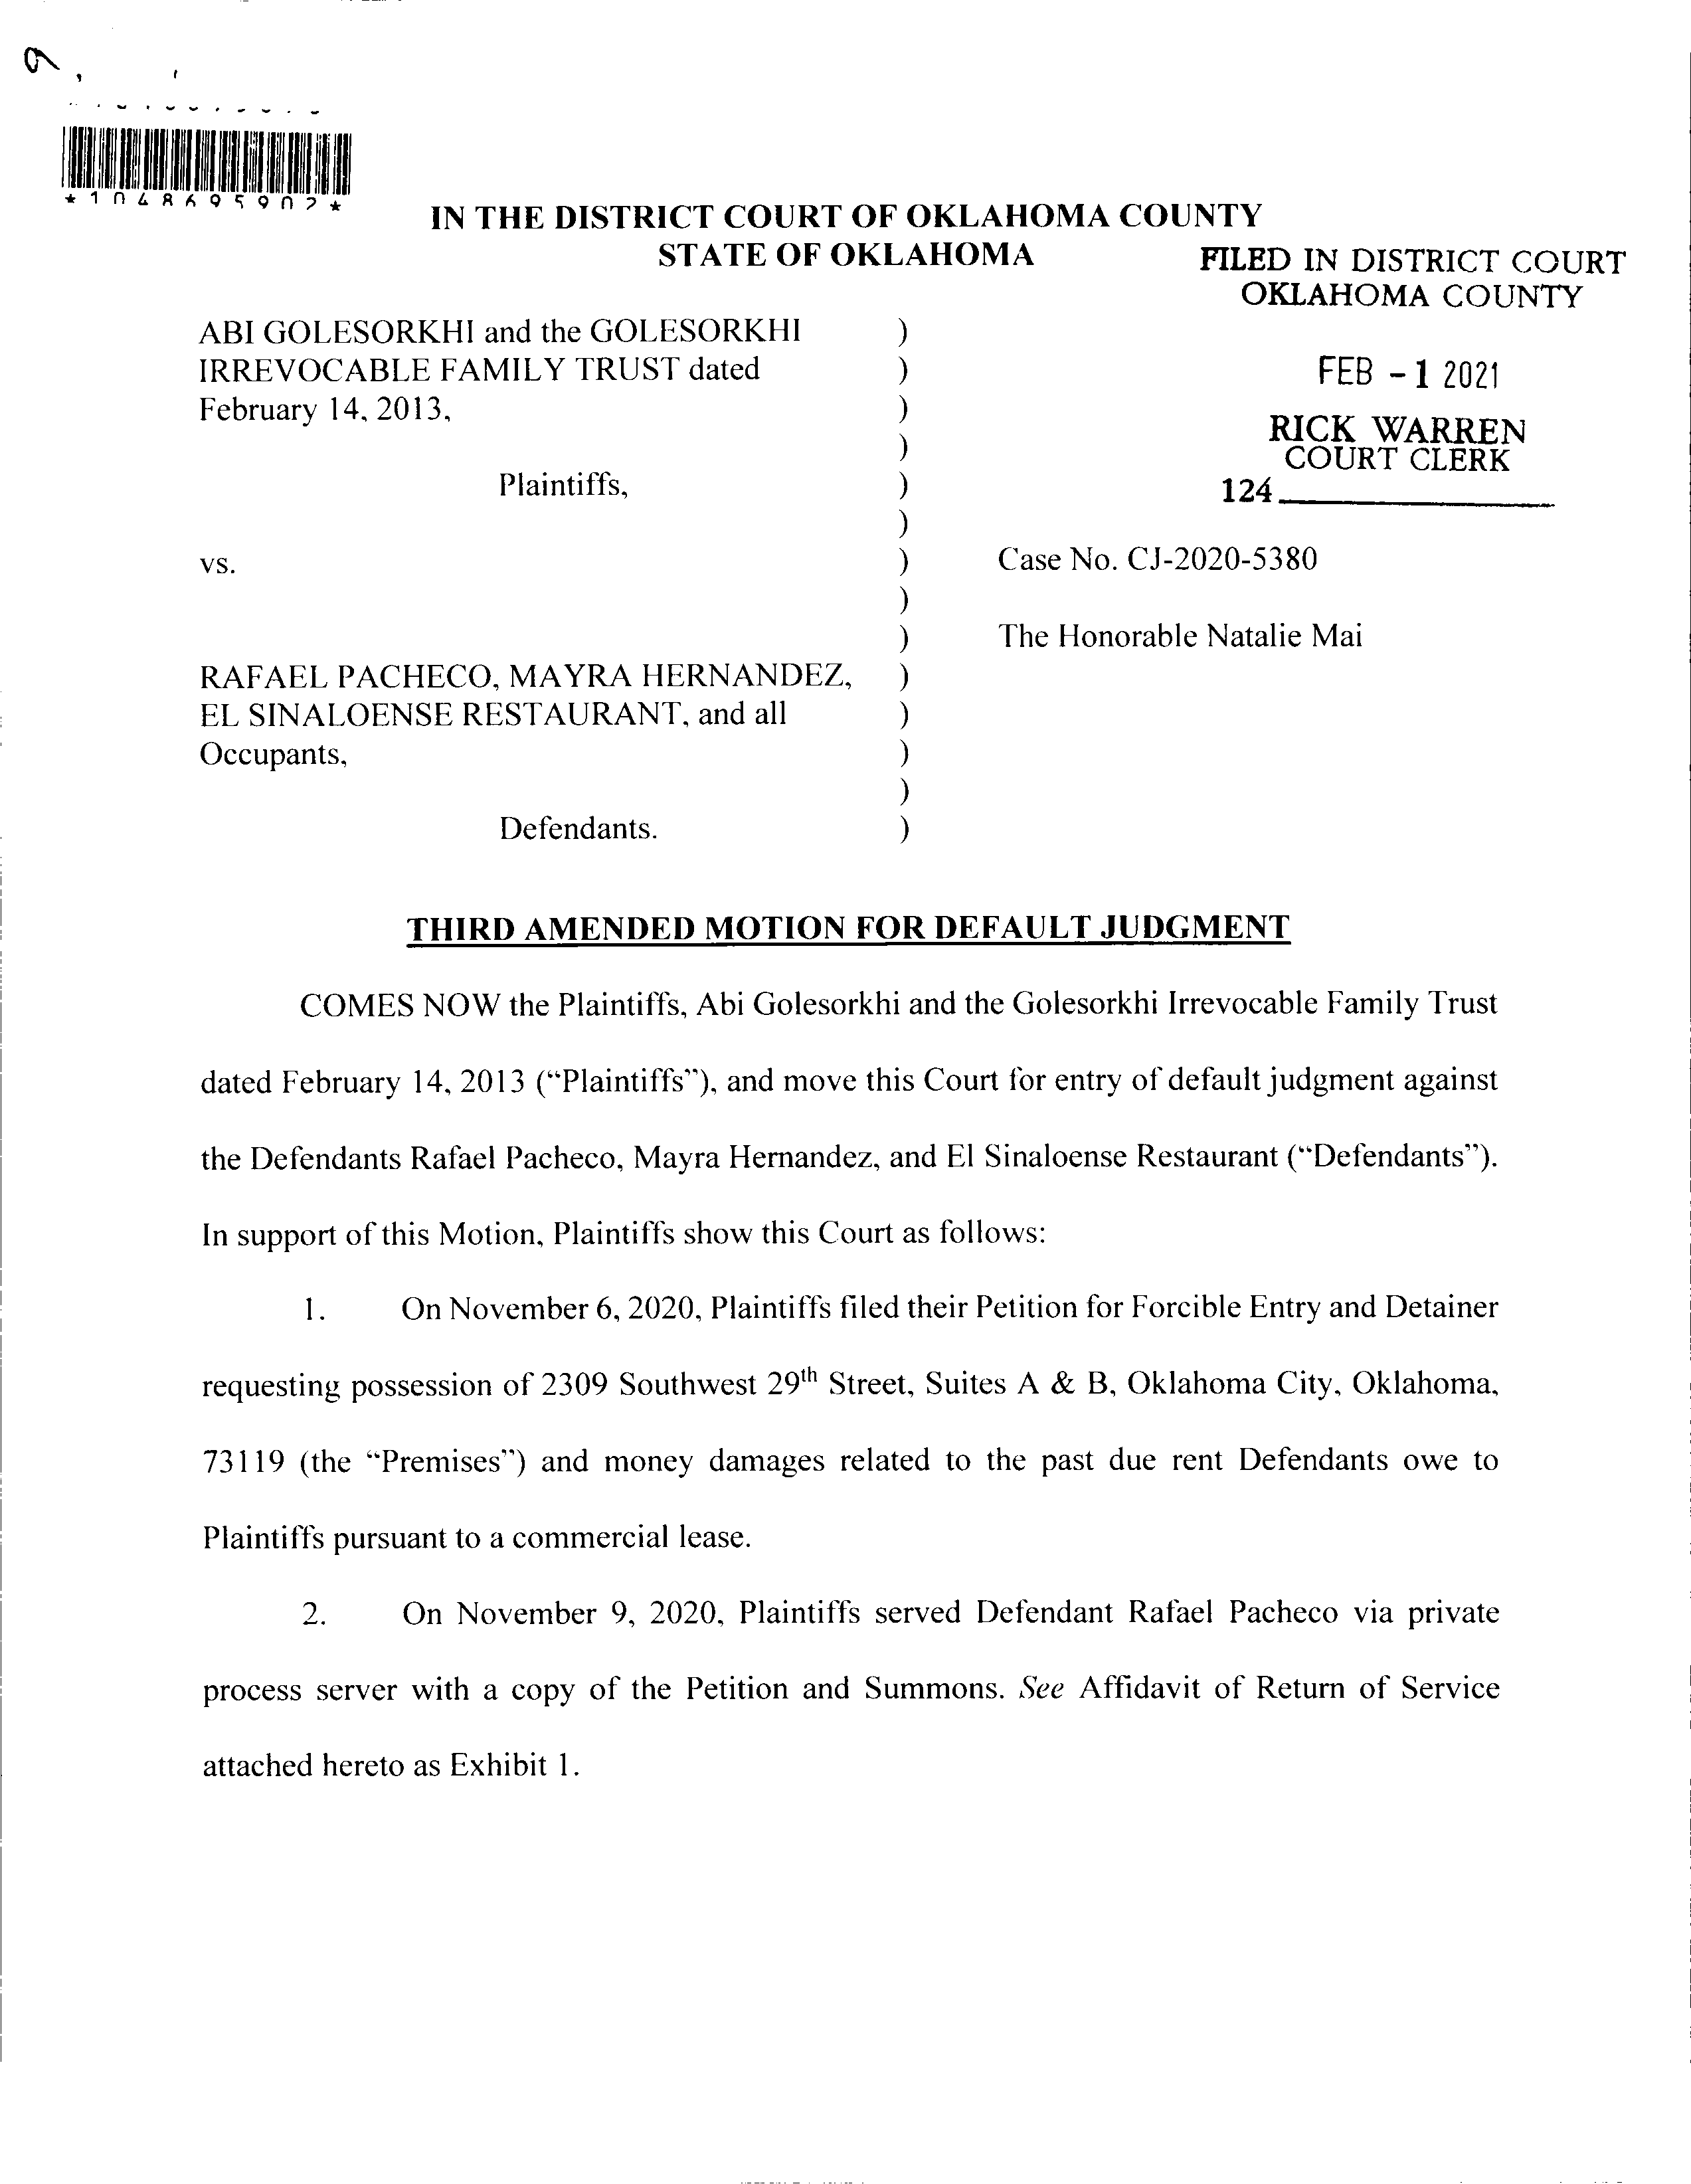 *1048695902*
IN THE DISTRICT COURT OF OKLAHOMA COUNTY
STATE OF OKLAHOMA
FILED IN DISTRICT COURT
OKLAHOMA COUNTY
FEB - 1 2021
RICK WARREN
COURT CLERK
124
ABI GOLESORKHI and the GOLESORKHI )
IRREVOCABLE FAMILY TRUST dated )
February 14, 2013, )
)
Plaintiffs, )
)
vs. ) Case No. CJ-2020-5380
)
) The Honorable Natalie Mai
RAFAEL PACHECO, MAYRA HERNANDEZ, )
EL SINALOENSE RESTAURANT, and all )
Occupants, )
)
Defendants. )
THIRD AMENDED MOTION FOR DEFAULT JUDGMENT
COMES NOW the Plaintiffs, Abi Golesorkhi and the Golesorkhi Irrevocable Family Trust
dated February 14, 2013 (“Plaintiffs”), and move this Court for entry of default judgment against
the Defendants Rafael Pacheco, Mayra Hernandez, and El Sinaloense Restaurant (“Defendants”).
In support of this Motion, Plaintiffs show this Court as follows:
1. On November 6, 2020, Plaintiffs filed their Petition for Forcible Entry and Detainer
requesting possession of 2309 Southwest 29th Street, Suites A & B, Oklahoma City, Oklahoma,
73119 (the “Premises”) and money damages related to the past due rent Defendants owe to
Plaintiffs pursuant to a commercial lease.
2. On November 9, 2020, Plaintiffs served Defendant Rafael Pacheco via private
process server with a copy of the Petition and Summons. See Affidavit of Return of Service
attached hereto as Exhibit 1.